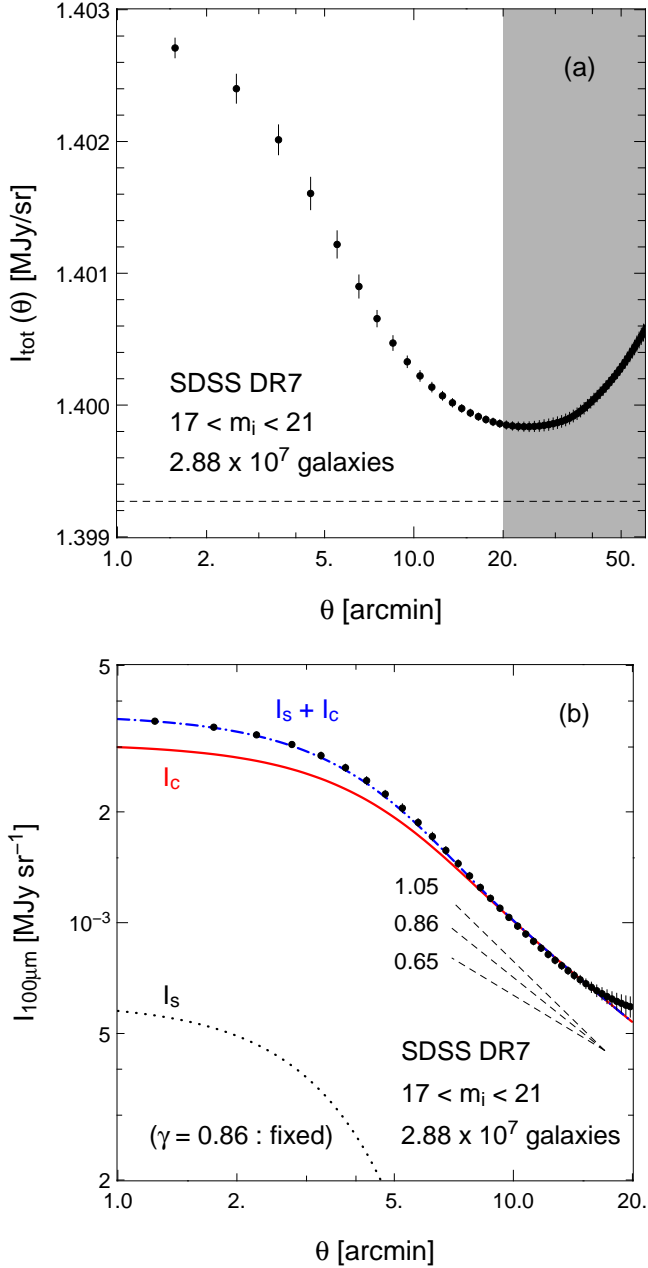 1.403
(a)
1.402
I_tot (θ) [MJy/sr]
1.401
SDSS DR7
1.400
17 < m_i < 21
2.88 x 10^7 galaxies
1.399
1.0 2. 5. 10.0 20. 50.
θ [arcmin]
5
I_s + I_c
(b)
I_c
2
I_100μm [MJy sr^−1]
1.05
10^−3
0.86
0.65
I_s
5
SDSS DR7
17 < m_i < 21
(γ = 0.86 : fixed)
2.88 x 10^7 galaxies
2
1.0 2. 5. 10.0 20.
θ [arcmin]